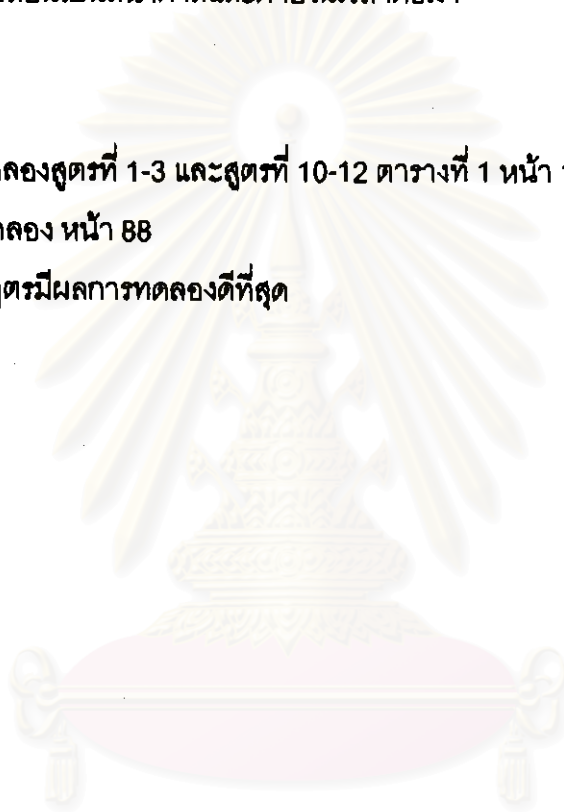 ลองสูตรที่ 1-3 และสูตรที่ 10-12 ตารางที่ 1 หน้า
ลอง หน้า 88
ตรมีผลการทดลองดีที่สุด